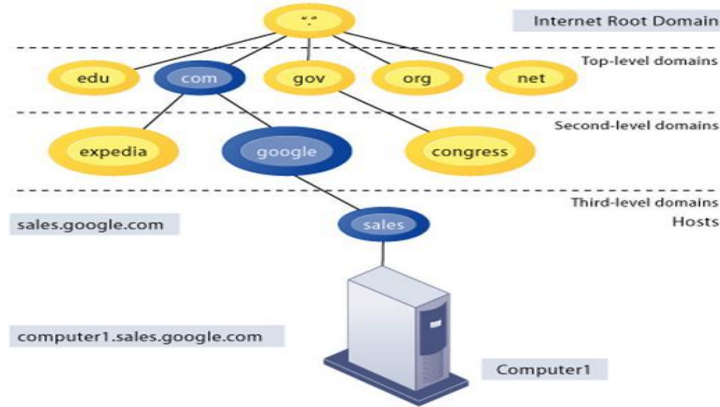 "."
Internet Root Domain
Top-level domains
edu
com
gov
org
net
Second-level domains
expedia
google
congress
Third-level domains
Hosts
sales.google.com
sales
computer1.sales.google.com
Computer1